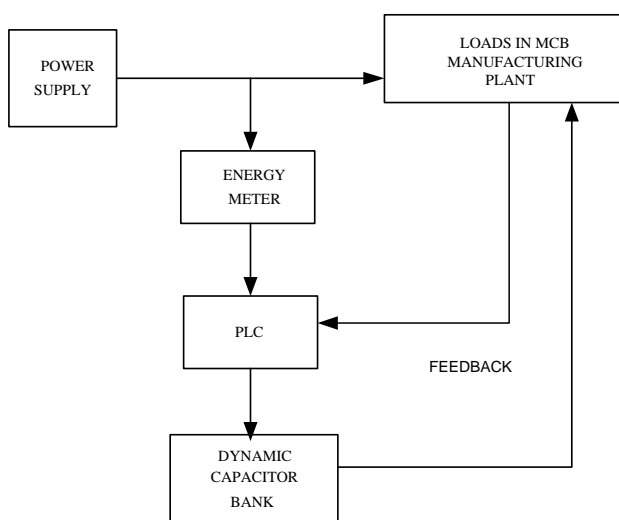 POWER
SUPPLY
LOADS IN MCB
MANUFACTURING
PLANT
ENERGY
METER
PLC
FEEDBACK
DYNAMIC
CAPACITOR
BANK